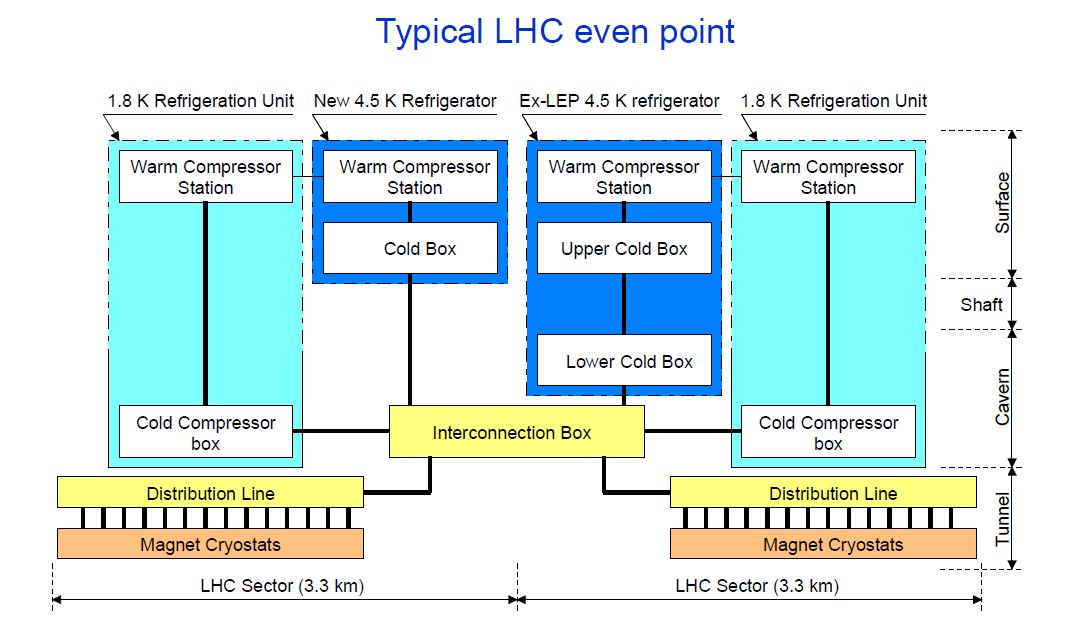 Typical LHC even point
1.8 K Refrigeration Unit
New 4.5 K Refrigerator
Ex-LEP 4.5 K refrigerator
1.8 K Refrigeration Unit
Warm Compressor
Station
Warm Compressor
Station
Warm Compressor
Station
Warm Compressor
Station
Surface
Cold Box
Upper Cold Box
Shaft
Lower Cold Box
Cavern
Cold Compressor
box
Interconnection Box
Cold Compressor
box
Distribution Line
Distribution Line
Tunnel
Magnet Cryostats
Magnet Cryostats
LHC Sector (3.3 km)
LHC Sector (3.3 km)